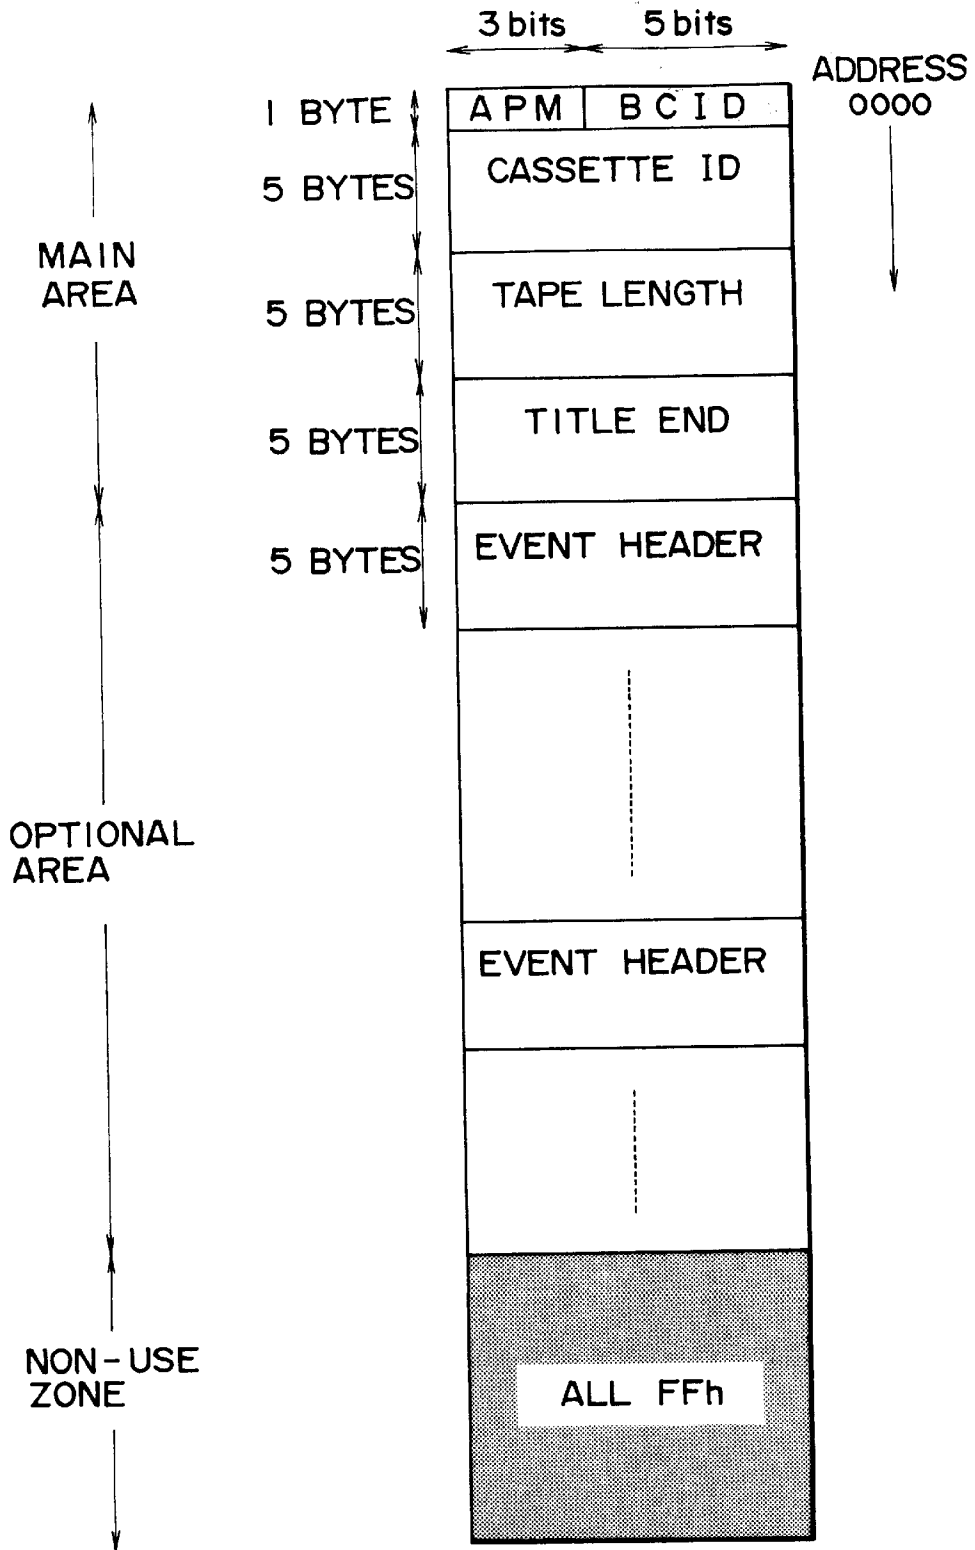 3 bits 5 bits
ADDRESS
0000
1 BYTE
APM BCID
5 BYTES
CASSETTE ID
MAIN
AREA
5 BYTES
TAPE LENGTH
5 BYTES
TITLE END
5 BYTES
EVENT HEADER
OPTIONAL
AREA
EVENT HEADER
NON-USE
ZONE
ALL FFh